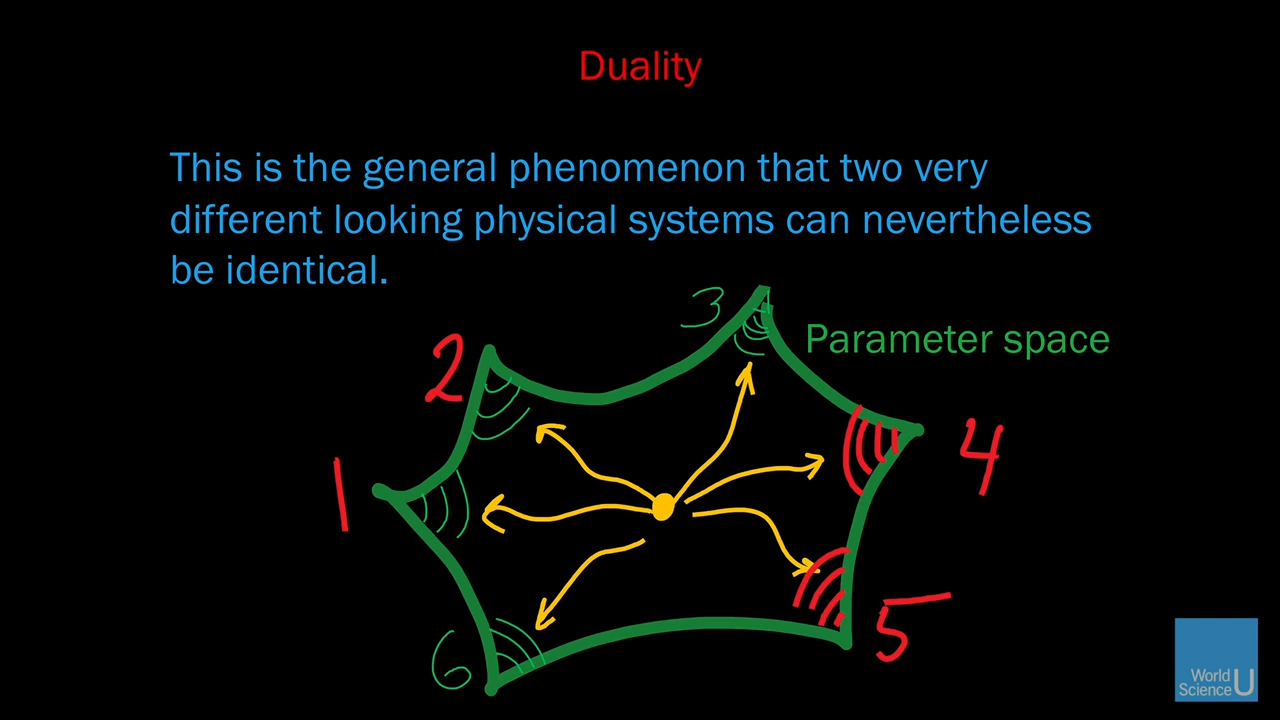 Duality
This is the general phenomenon that two very
different looking physical systems can nevertheless
be identical.
3
Parameter space
2
4
1
5
6
World
Science U